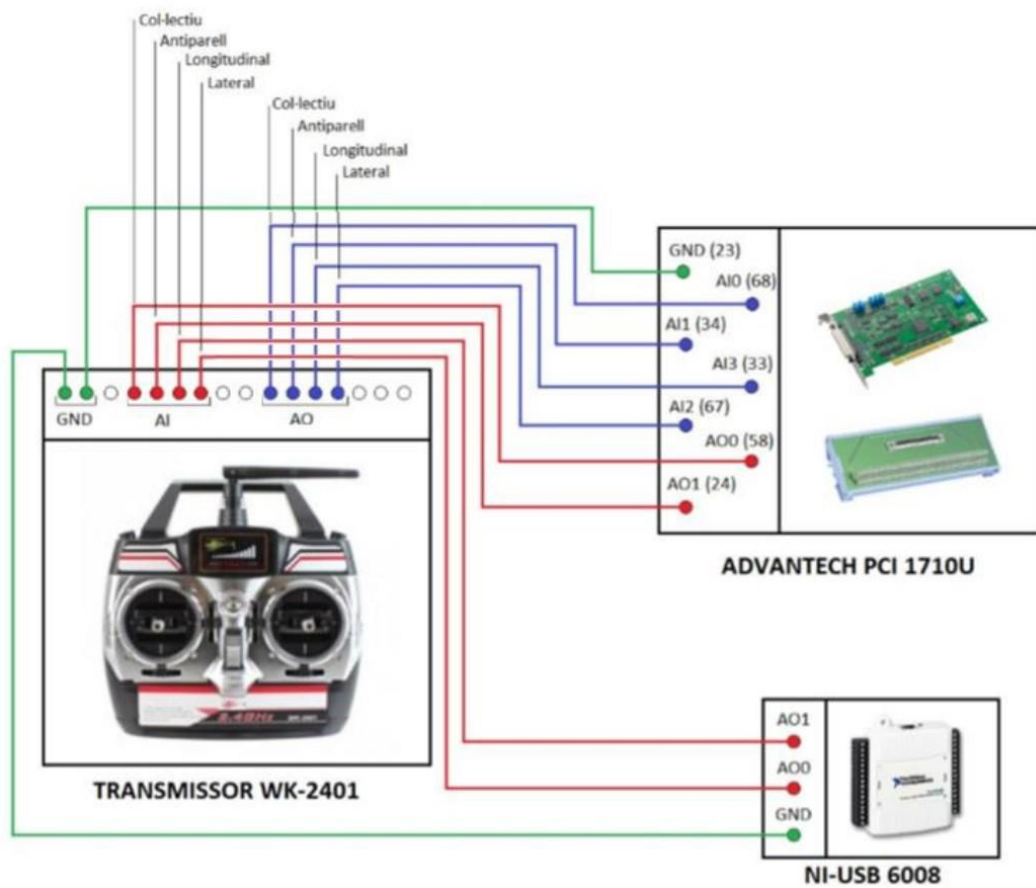 Col·lectiu
Antiparell
Longitudinal
Lateral
Col·lectiu
Antiparell
Longitudinal
Lateral
GND (23)
AI0 (68)
AI1 (34)
AI3 (33)
AI2 (67)
AO0 (58)
AO1 (24)
GND
AI
AO
ADVANTECH PCI 1710U
2.4GHz
TRANSMISSOR WK-2401
AO1
AO0
GND
NI-USB 6008